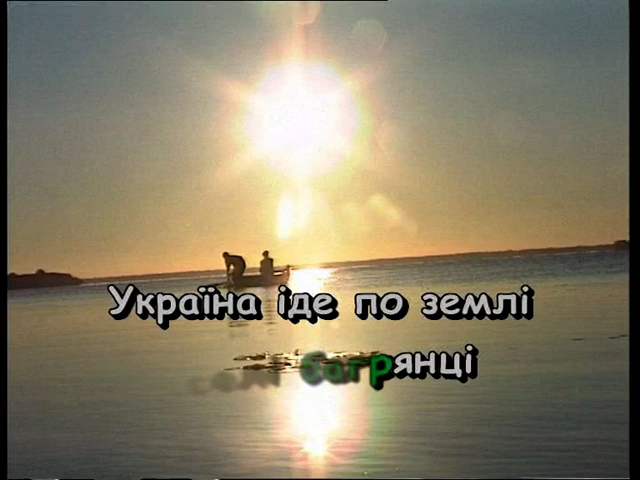 Україна іде по землі
багрянці